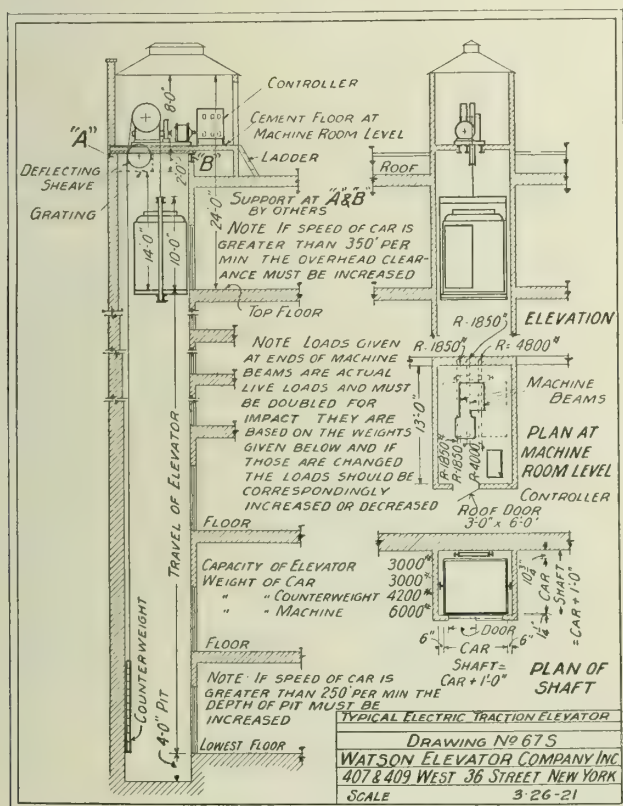 CONTROLLER
8'-0"
CEMENT FLOOR AT
MACHINE ROOM LEVEL
"A"
"B"
LADDER
2'-0"
DEFLECTING
SHEAVE
GRATING
24'-0"
SUPPORT AT "A" & "B"
BY OTHERS
14'-0"
10'-0"
NOTE IF SPEED OF CAR IS
GREATER THAN 350' PER
MIN THE OVERHEAD CLEAR-
ANCE MUST BE INCREASED
TOP FLOOR
ROOF
ELEVATION
NOTE LOADS GIVEN
AT ENDS OF MACHINE
BEAMS ARE ACTUAL
LIVE LOADS AND MUST
BE DOUBLED FOR
IMPACT THEY ARE
BASED ON THE WEIGHTS
GIVEN BELOW AND IF
THOSE ARE CHANGED
THE LOADS SHOULD BE
CORRESPONDINGLY
INCREASED OR DECREASED
R-1850#
R-1850#
R=4800#
MACHINE
BEAMS
13'-0"
PLAN AT
MACHINE
ROOM LEVEL
R-1850#
R-1850#
R-4000#
CONTROLLER
ROOF DOOR
3'-0" x 6'-0"
TRAVEL OF ELEVATOR
FLOOR
CAPACITY OF ELEVATOR 3000#
WEIGHT OF CAR 3000#
" " COUNTERWEIGHT 4200#
" " MACHINE 6000#
10 3/4"
CAR
SHAFT
=CAR+1'-0"
6"
DOOR
6"
CAR
SHAFT=
CAR+1'-0"
PLAN OF
SHAFT
FLOOR
NOTE IF SPEED OF CAR IS
GREATER THAN 250' PER MIN THE
DEPTH OF PIT MUST BE
INCREASED
COUNTERWEIGHT
4'-0" PIT
LOWEST FLOOR
TYPICAL ELECTRIC TRACTION ELEVATOR
DRAWING No 67S
WATSON ELEVATOR COMPANY INC
407 & 409 WEST 36 STREET NEW YORK
SCALE 3-26-21